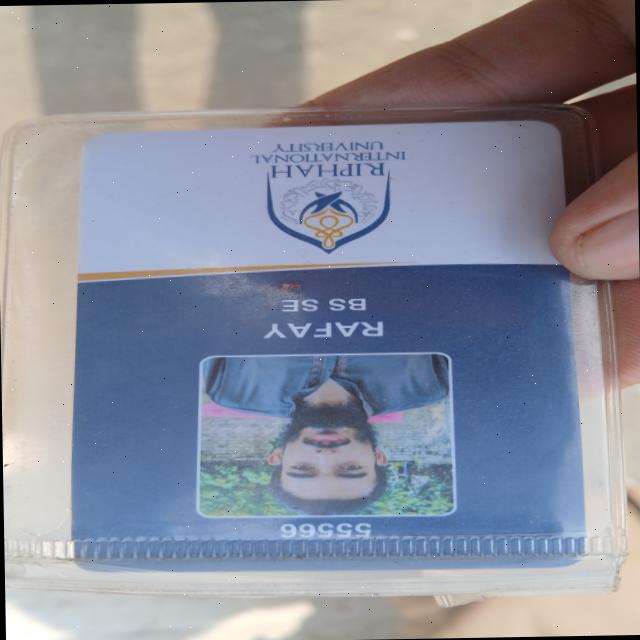 55566
RAFAY
BS SE
RIPHAH
INTERNATIONAL
UNIVERSITY